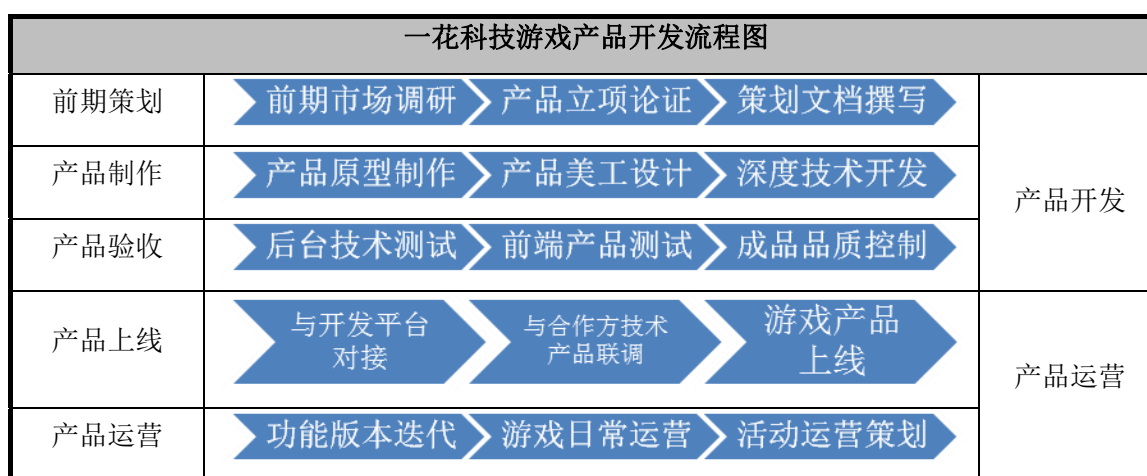 一花科技游戏产品开发流程图
前期策划 前期市场调研 产品立项论证 策划文档撰写
产品制作 产品原型制作 产品美工设计 深度技术开发
产品开发
产品验收 后台技术测试 前端产品测试 成品品质控制
产品上线
与开发平台
对接
与合作方技术
产品联调
游戏产品
上线
产品运营
产品运营 功能版本迭代 游戏日常运营 活动运营策划